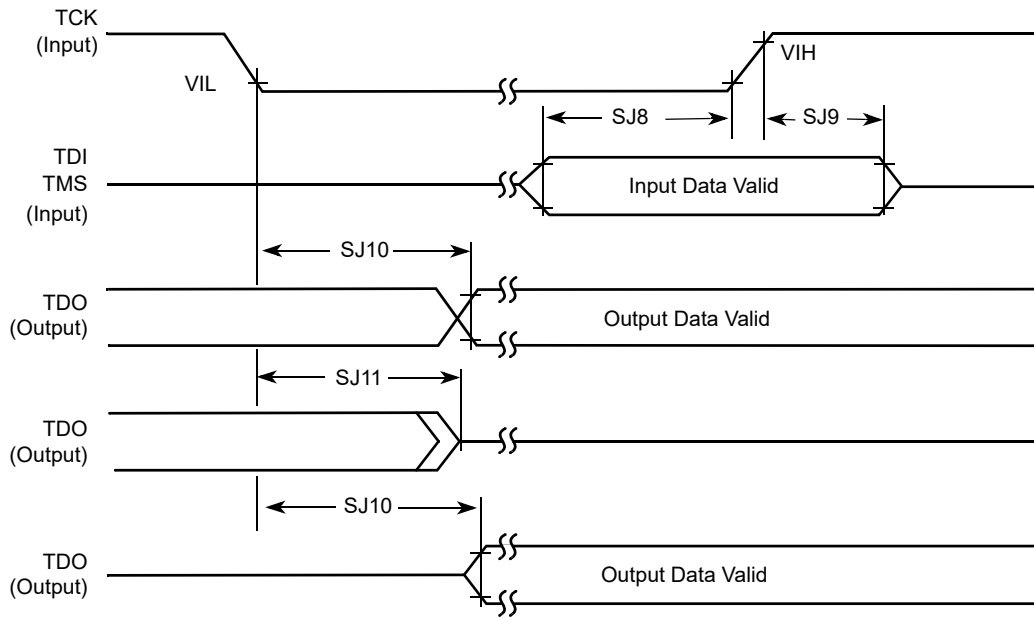 TCK
(Input)
VIL
VIH
SJ8
SJ9
TDI
TMS
(Input)
Input Data Valid
SJ10
TDO
(Output)
Output Data Valid
SJ11
TDO
(Output)
SJ10
TDO
(Output)
Output Data Valid